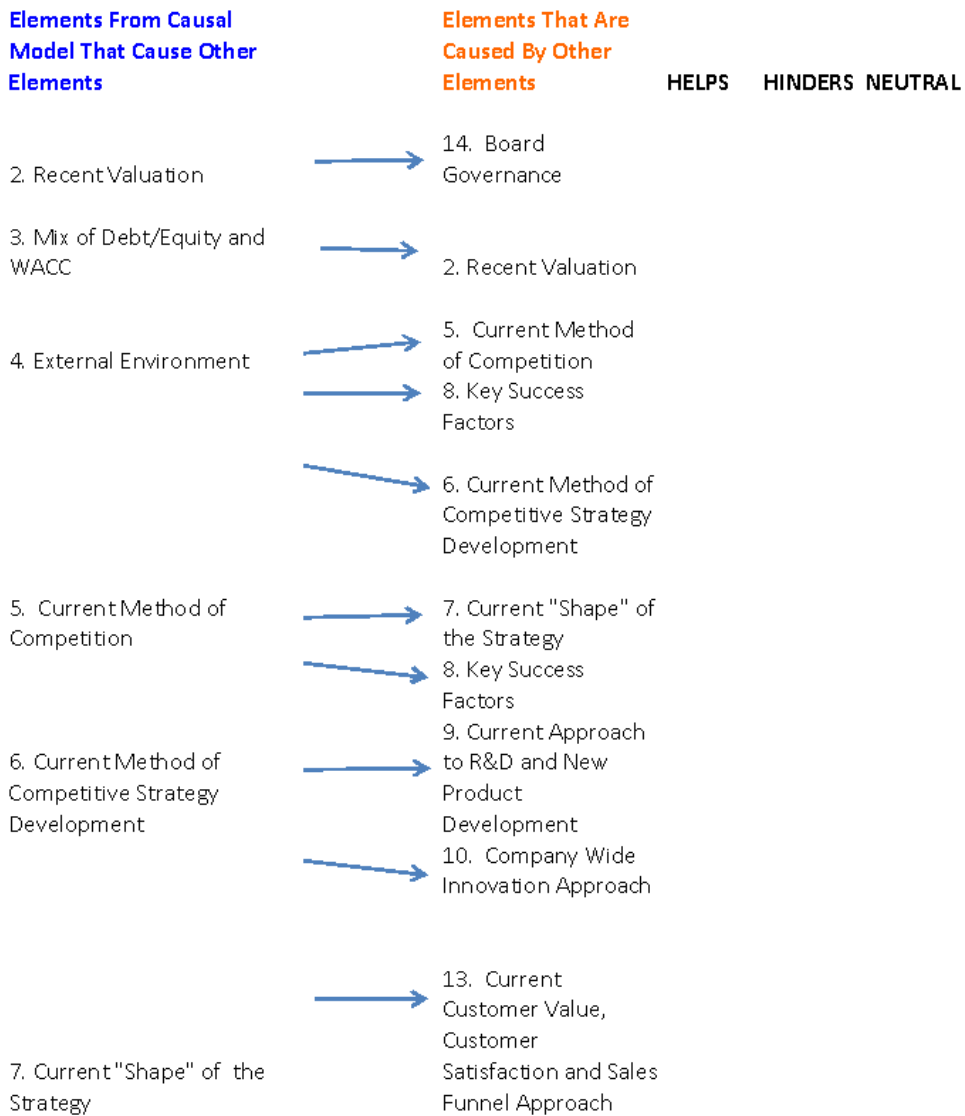 Elements From Causal
Model That Cause Other
Elements
Elements That Are
Caused By Other
Elements
HELPS HINDERS NEUTRAL
2. Recent Valuation
14. Board
Governance
3. Mix of Debt/Equity and
WACC
2. Recent Valuation
4. External Environment
5. Current Method
of Competition
8. Key Success
Factors
6. Current Method of
Competitive Strategy
Development
5. Current Method of
Competition
7. Current "Shape" of
the Strategy
8. Key Success
Factors
6. Current Method of
Competitive Strategy
Development
9. Current Approach
to R&D and New
Product
Development
10. Company Wide
Innovation Approach
7. Current "Shape" of the
Strategy
13. Current
Customer Value,
Customer
Satisfaction and Sales
Funnel Approach